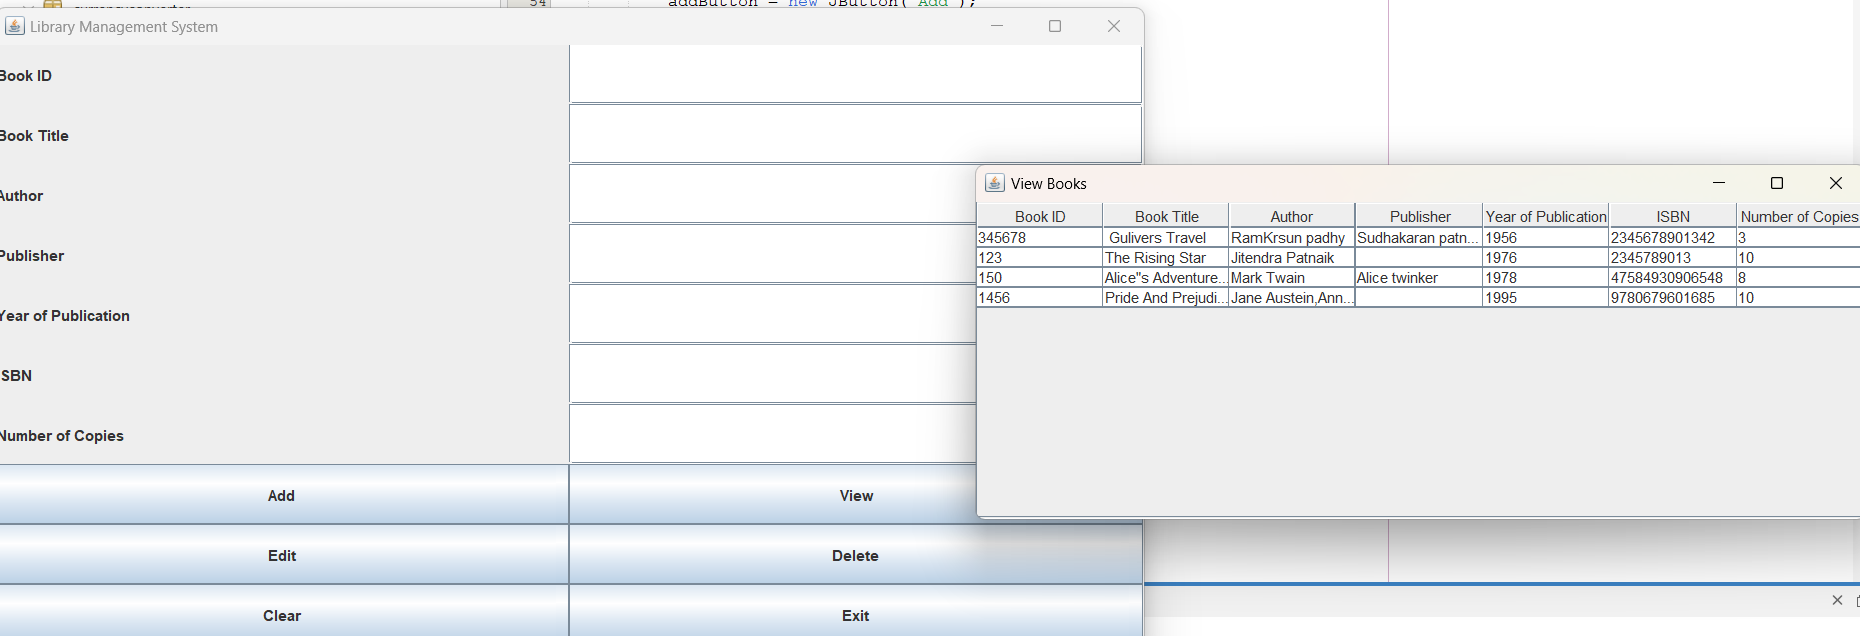 54 addButton = new JButton("Add");
Library Management System
Book ID
Book Title
Author
Publisher
Year of Publication
ISBN
Number of Copies
Add View
Edit Delete
Clear Exit
View Books
Book ID Book Title Author Publisher Year of Publication ISBN Number of Copies
345678 Gulivers Travel RamKrsun padhy Sudhakaran patn... 1956 2345678901342 3
123 The Rising Star Jitendra Patnaik 1976 2345789013 10
150 Alice"s Adventure... Mark Twain Alice twinker 1978 47584930906548 8
1456 Pride And Prejudi... Jane Austein,Ann... 1995 9780679601685 10